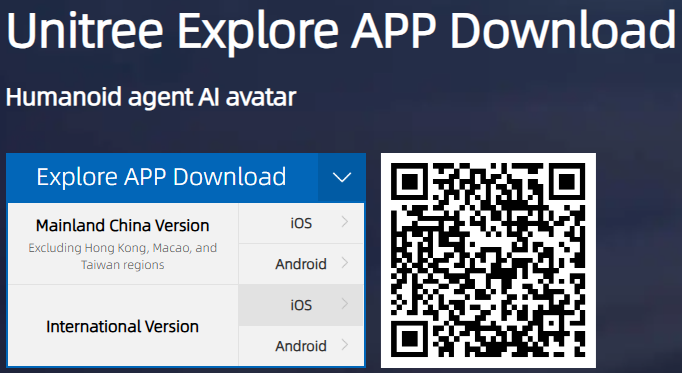 Unitree Explore APP Download
Humanoid agent AI avatar
Explore APP Download
Mainland China Version
Excluding Hong Kong, Macao, and
Taiwan regions
iOS
Android
International Version
iOS
Android